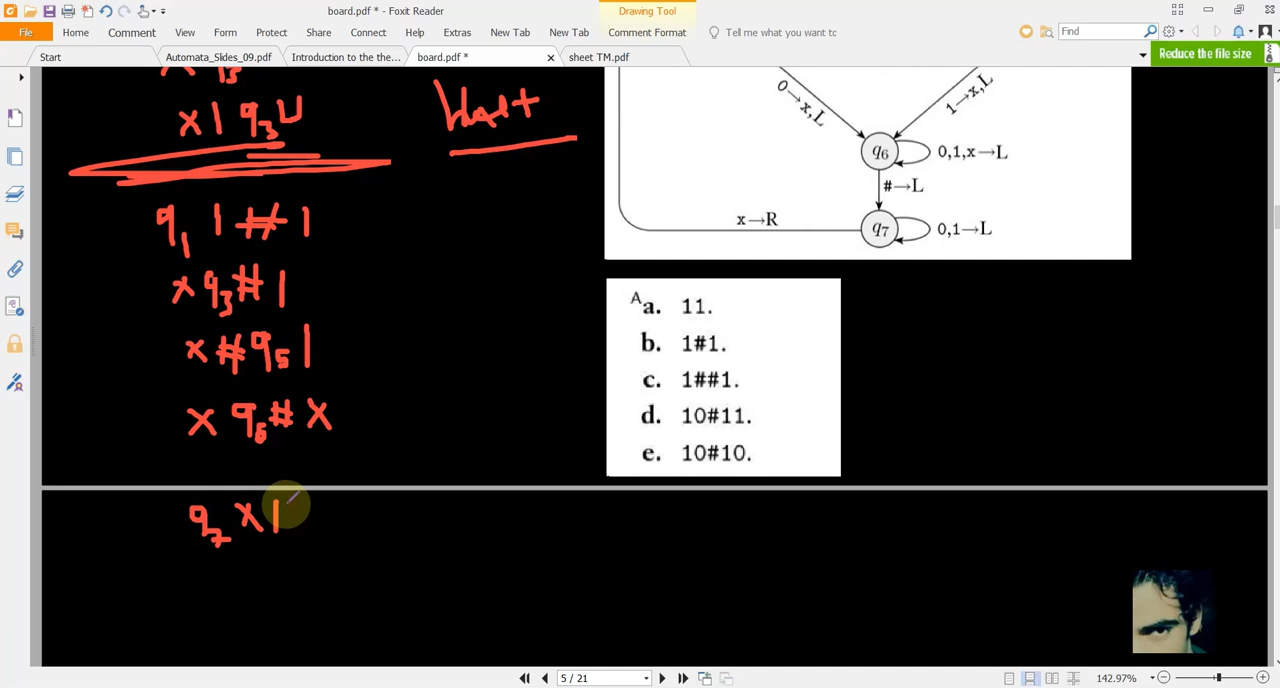 board.pdf * - Foxit Reader
Drawing Tool
File Home Comment View Form Protect Share Connect Help Extras New Tab New Tab Comment Format Tell me what you want tc Find
Start Automata_Slides_09.pdf Introduction to the the... board.pdf * sheet TM.pdf Reduce the file size
x 1 q3 ⊔
Halt
q1 1 # 1
x q3 # 1
x # q5 1
x q6 # x
q7 x 1
0→x,L
1→x,L
q6
0,1,x→L
#→L
x→R
q7
0,1→L
Aa. 11.
b. 1#1.
c. 1##1.
d. 10#11.
e. 10#10.
5 / 21
142.97%